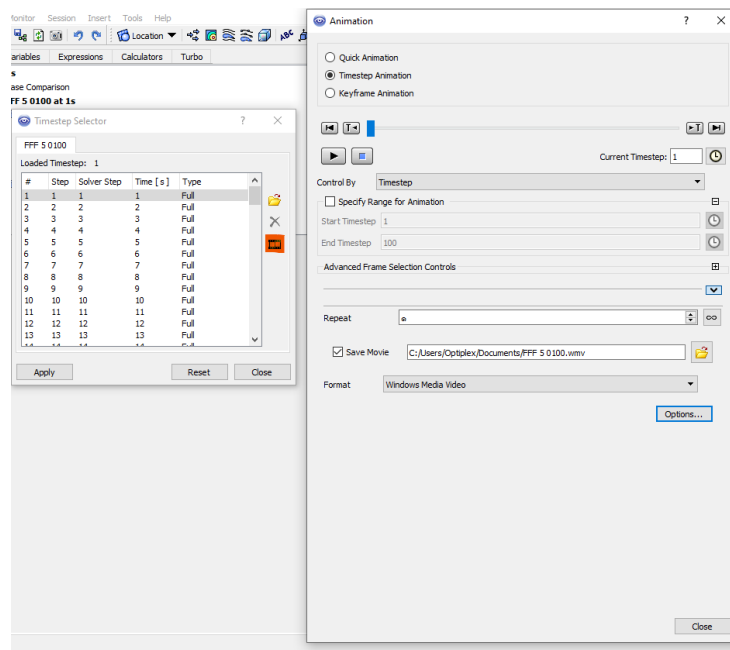 Monitor Session Insert Tools Help
Location
ABC
ariables Expressions Calculators Turbo
s
ase Comparison
FF 5 0100 at 1s
Timestep Selector ? ×
FFF 5 0100
Loaded Timestep: 1
# Step Solver Step Time [ s ] Type
1 1 1 1 Full
2 2 2 2 Full
3 3 3 3 Full
4 4 4 4 Full
5 5 5 5 Full
6 6 6 6 Full
7 7 7 7 Full
8 8 8 8 Full
9 9 9 9 Full
10 10 10 10 Full
11 11 11 11 Full
12 12 12 12 Full
13 13 13 13 Full
Apply Reset Close
Animation ? ×
Quick Animation
Timestep Animation
Keyframe Animation
Current Timestep: 1
Control By Timestep
Specify Range for Animation
Start Timestep 1
End Timestep 100
Advanced Frame Selection Controls
Repeat ๑ ∞
Save Movie C:/Users/Optiplex/Documents/FFF 5 0100.wmv
Format Windows Media Video
Options...
Close